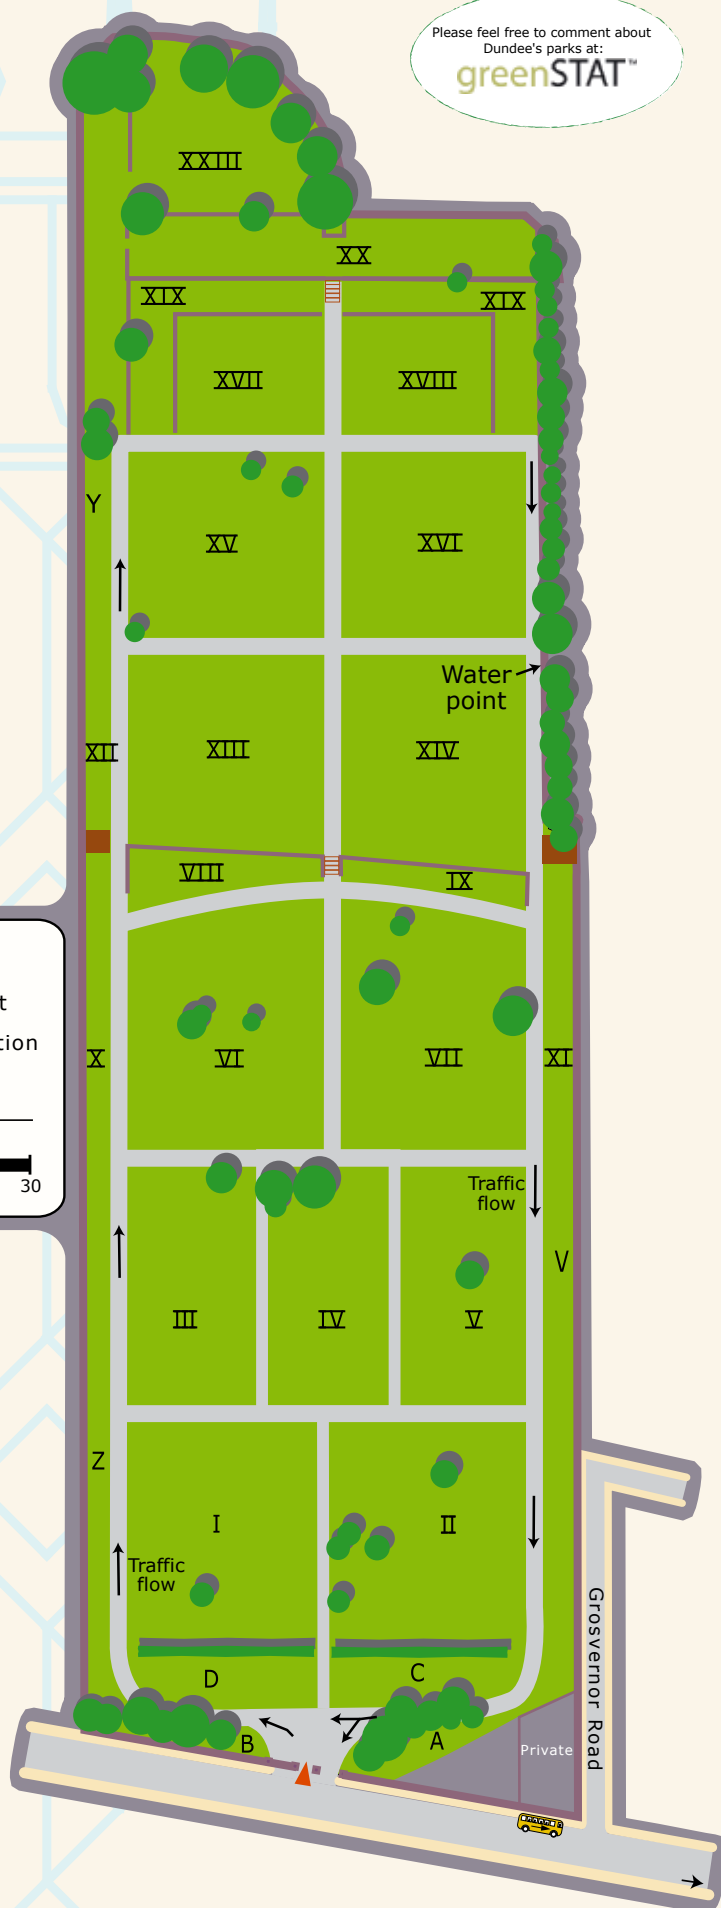 Please feel free to comment about
Dundee's parks at:
greenSTAT™
XXIII
XX
XIX
XIX
XVII
XVIII
Y
XV
XVI
Water
point
XII
XIII
XIV
VIII
IX
X
VI
VII
XI
30
Traffic
flow
V
III
IV
V
Z
I
II
Traffic
flow
D
C
B
A
Private
Grosvernor Road